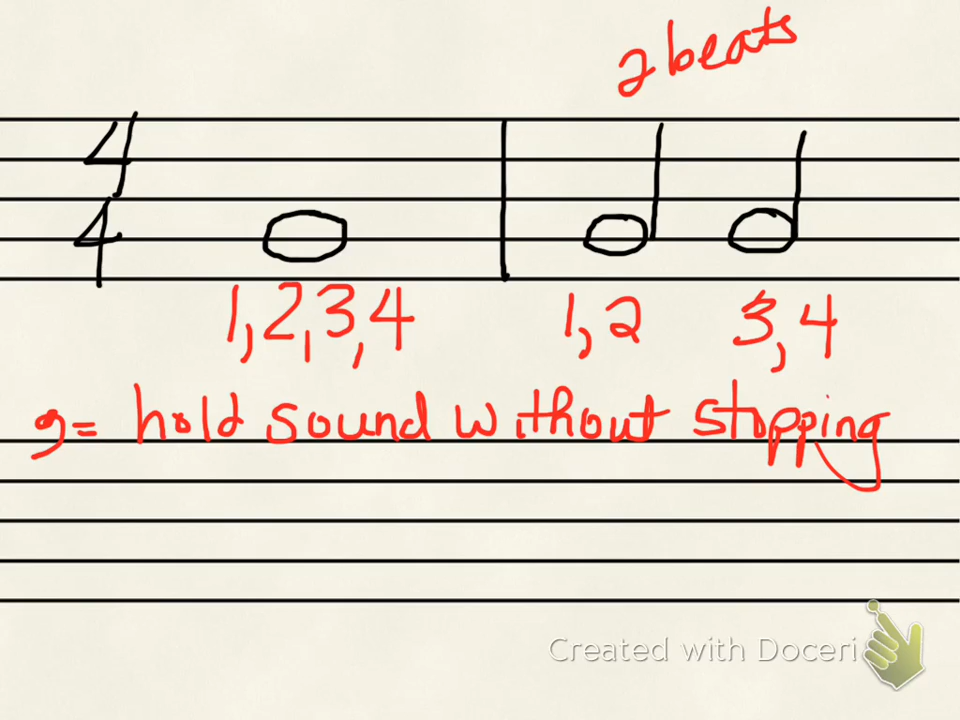 2 beats
4
4
1,2,3,4 1,2 3,4
, = hold sound without stopping
Created with Doceri